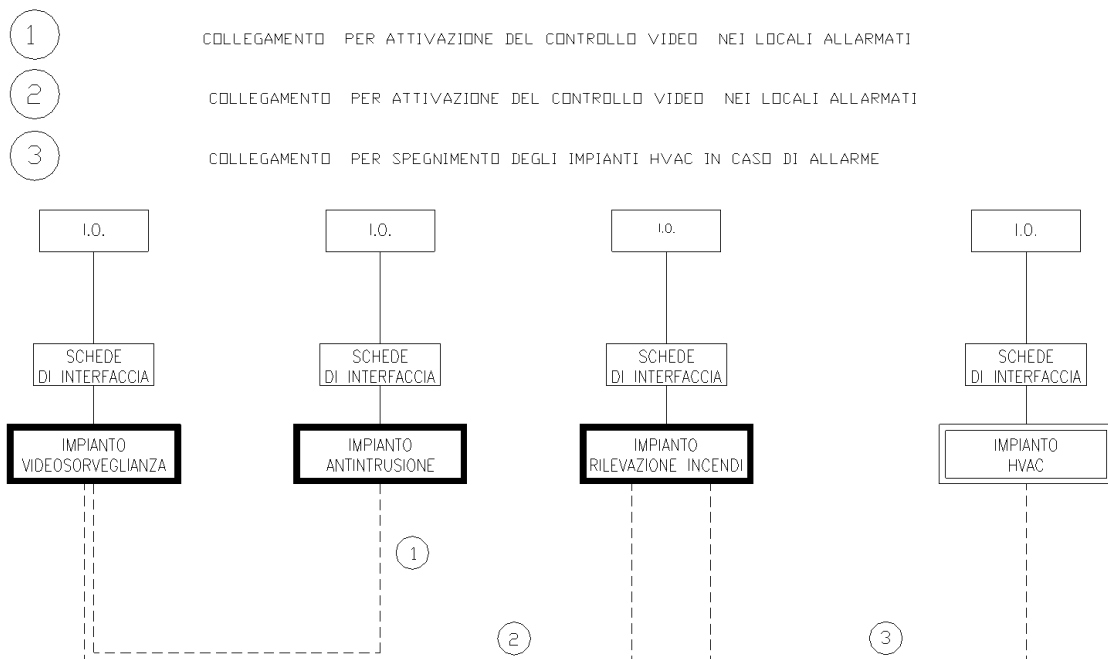 1 COLLEGAMENTO PER ATTIVAZIONE DEL CONTROLLO VIDEO NEI LOCALI ALLARMATI
2 COLLEGAMENTO PER ATTIVAZIONE DEL CONTROLLO VIDEO NEI LOCALI ALLARMATI
3 COLLEGAMENTO PER SPEGNIMENTO DEGLI IMPIANTI HVAC IN CASO DI ALLARME
I.O. I.O. I.O. I.O.
SCHEDE
DI INTERFACCIA
SCHEDE
DI INTERFACCIA
SCHEDE
DI INTERFACCIA
SCHEDE
DI INTERFACCIA
IMPIANTO
VIDEOSORVEGLIANZA
IMPIANTO
ANTINTRUSIONE
IMPIANTO
RILEVAZIONE INCENDI
IMPIANTO
HVAC
1
2
3